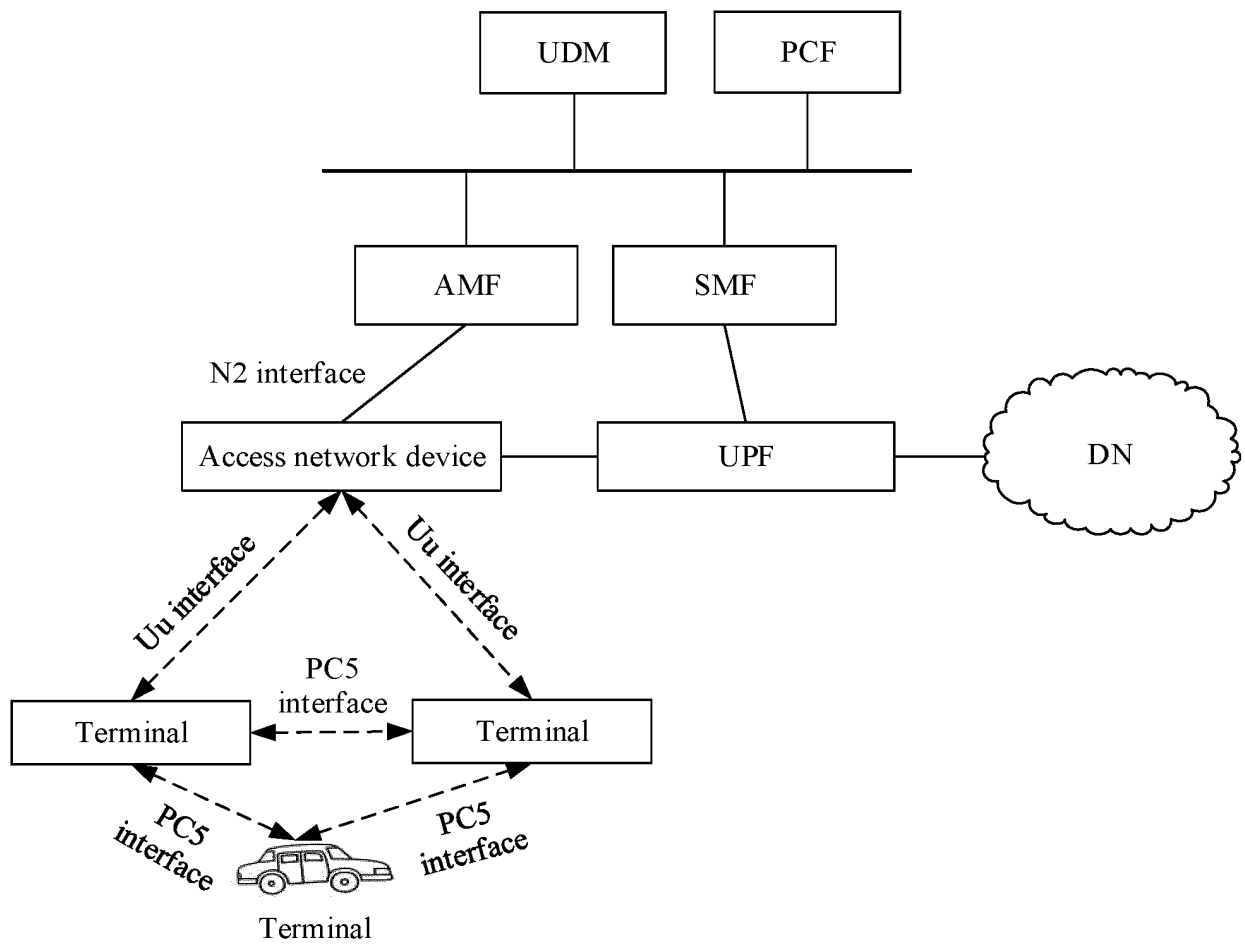 UDM
PCF
AMF
SMF
N2 interface
Access network device
UPF
DN
Uu interface
Uu interface
PC5
interface
Terminal
Terminal
PC5
interface
PC5
interface
Terminal